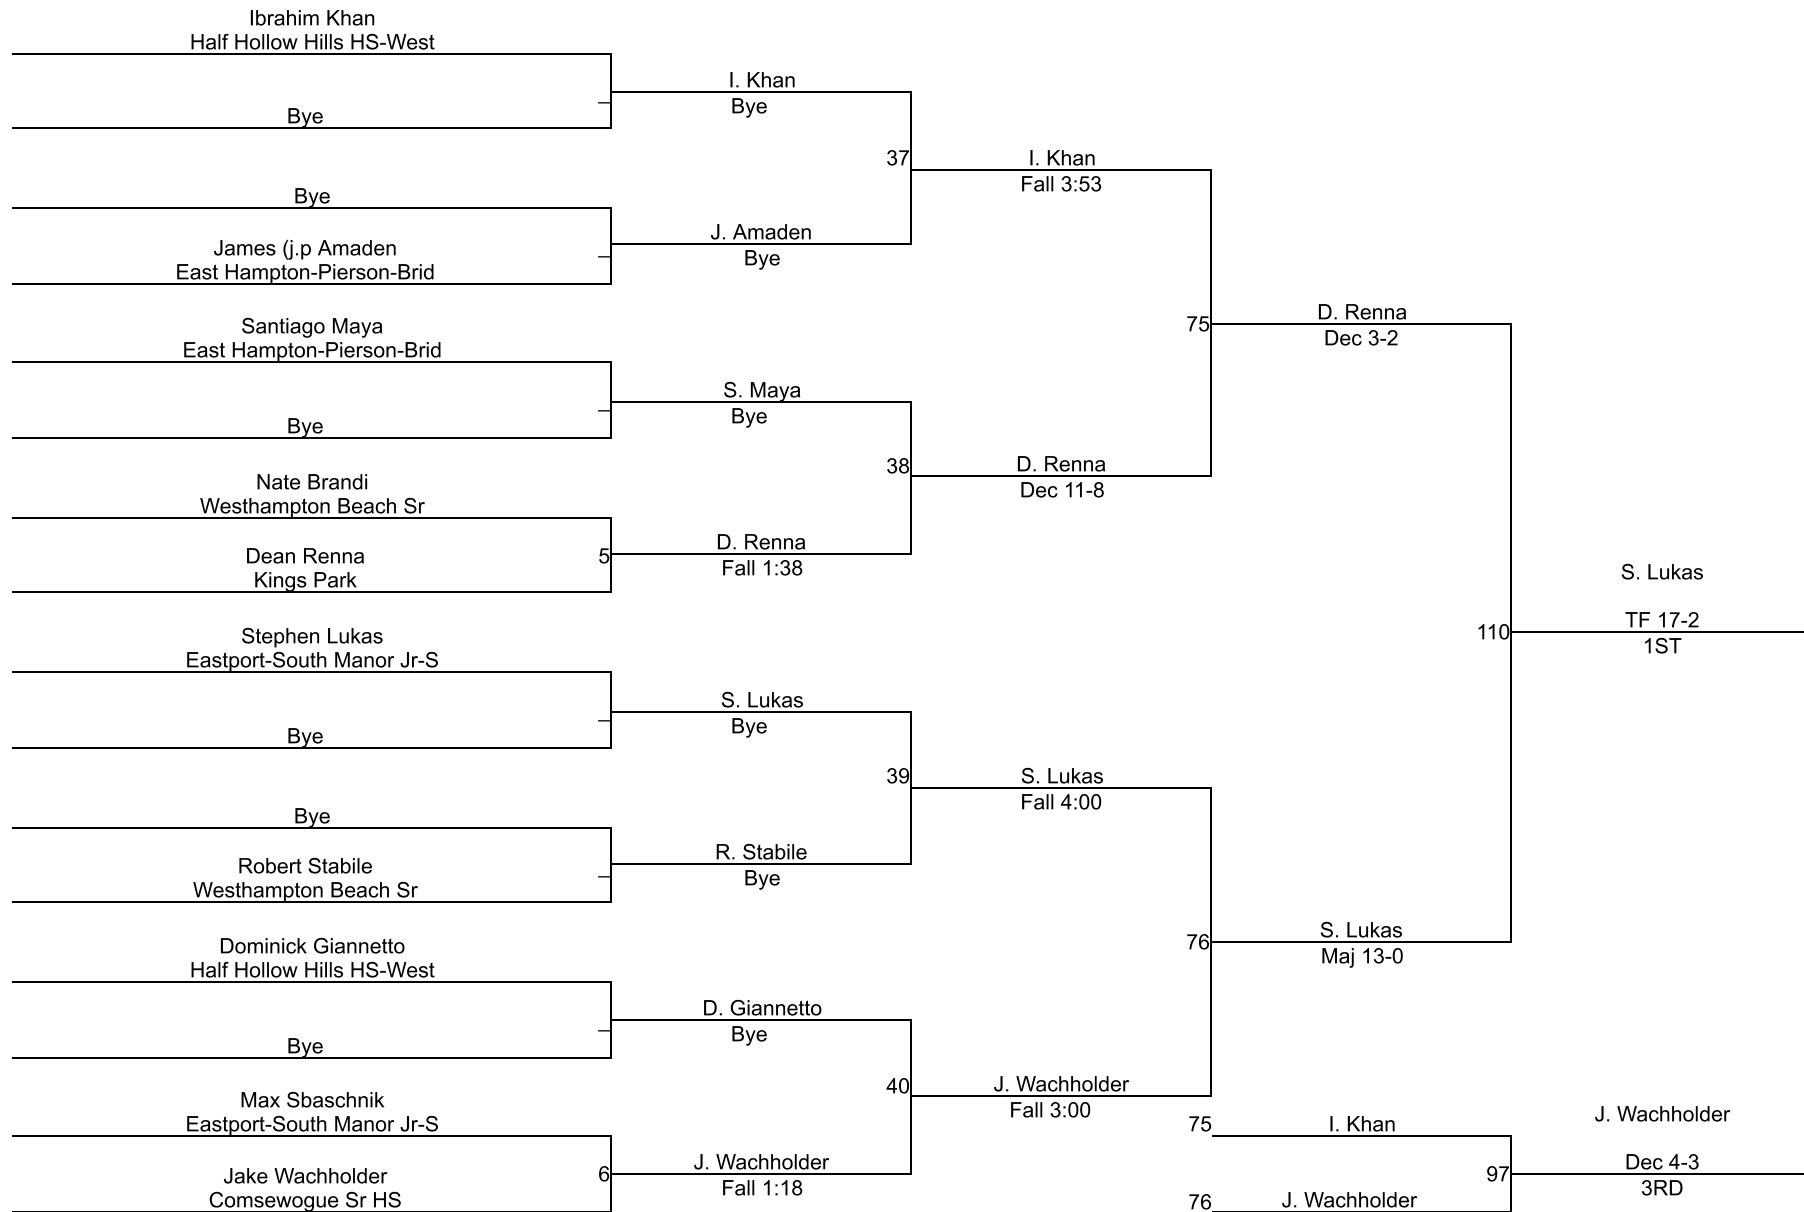 Ibrahim Khan
Half Hollow Hills HS-West
Bye
Bye
James (j.p Amaden
East Hampton-Pierson-Brid
Santiago Maya
East Hampton-Pierson-Brid
Bye
Nate Brandi
Westhampton Beach Sr
Dean Renna
Kings Park
5
Stephen Lukas
Eastport-South Manor Jr-S
Bye
Bye
Robert Stabile
Westhampton Beach Sr
Dominick Giannetto
Half Hollow Hills HS-West
Bye
Max Sbaschnik
Eastport-South Manor Jr-S
Jake Wachholder
Comsewogue Sr HS
6
I. Khan
Bye
37
J. Amaden
Bye
S. Maya
Bye
38
D. Renna
Fall 1:38
S. Lukas
Bye
39
R. Stabile
Bye
D. Giannetto
Bye
40
J. Wachholder
Fall 1:18
I. Khan
Fall 3:53
75
D. Renna
Dec 11-8
S. Lukas
Fall 4:00
76
J. Wachholder
Fall 3:00
D. Renna
Dec 3-2
110
S. Lukas
Maj 13-0
S. Lukas
TF 17-2
1ST
75
I. Khan
97
76
J. Wachholder
J. Wachholder
Dec 4-3
3RD